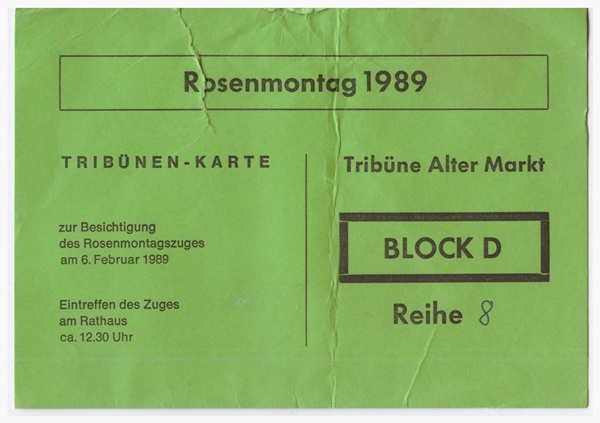 Rosenmontag 1989
TRIBÜNEN-KARTE
zur Besichtigung
des Rosenmontagszuges
am 6. Februar 1989
Eintreffen des Zuges
am Rathaus
ca. 12.30 Uhr
Tribüne Alter Markt
BLOCK D
Reihe 8